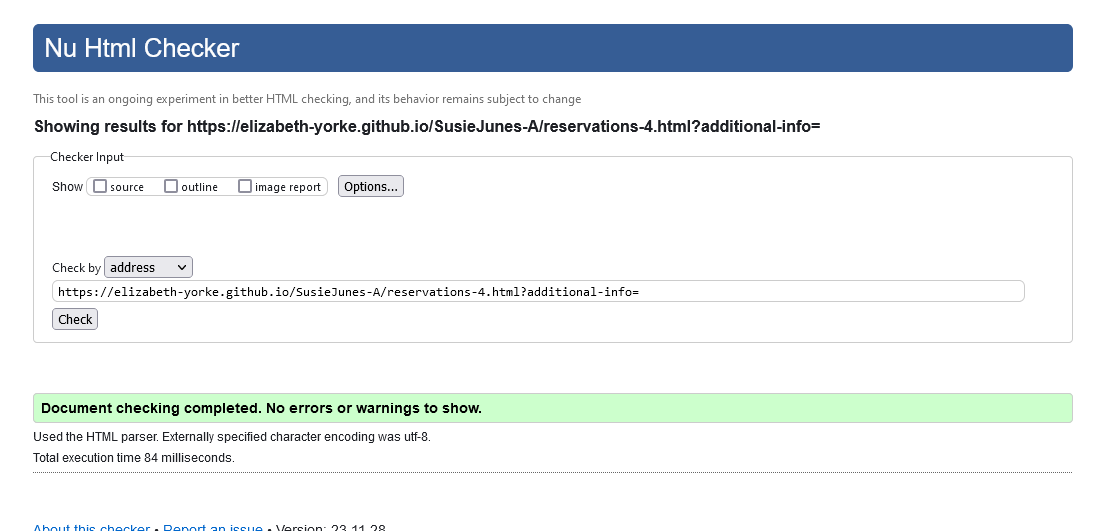 Nu Html Checker
This tool is an ongoing experiment in better HTML checking, and its behavior remains subject to change
Showing results for https://elizabeth-yorke.github.io/SusieJunes-A/reservations-4.html?additional-info=
Checker Input
Show source outline image report Options...
Check by address
https://elizabeth-yorke.github.io/SusieJunes-A/reservations-4.html?additional-info=
Check
Document checking completed. No errors or warnings to show.
Used the HTML parser. Externally specified character encoding was utf-8.
Total execution time 84 milliseconds.
About this checker • Report an issue • Version: 23.11.28